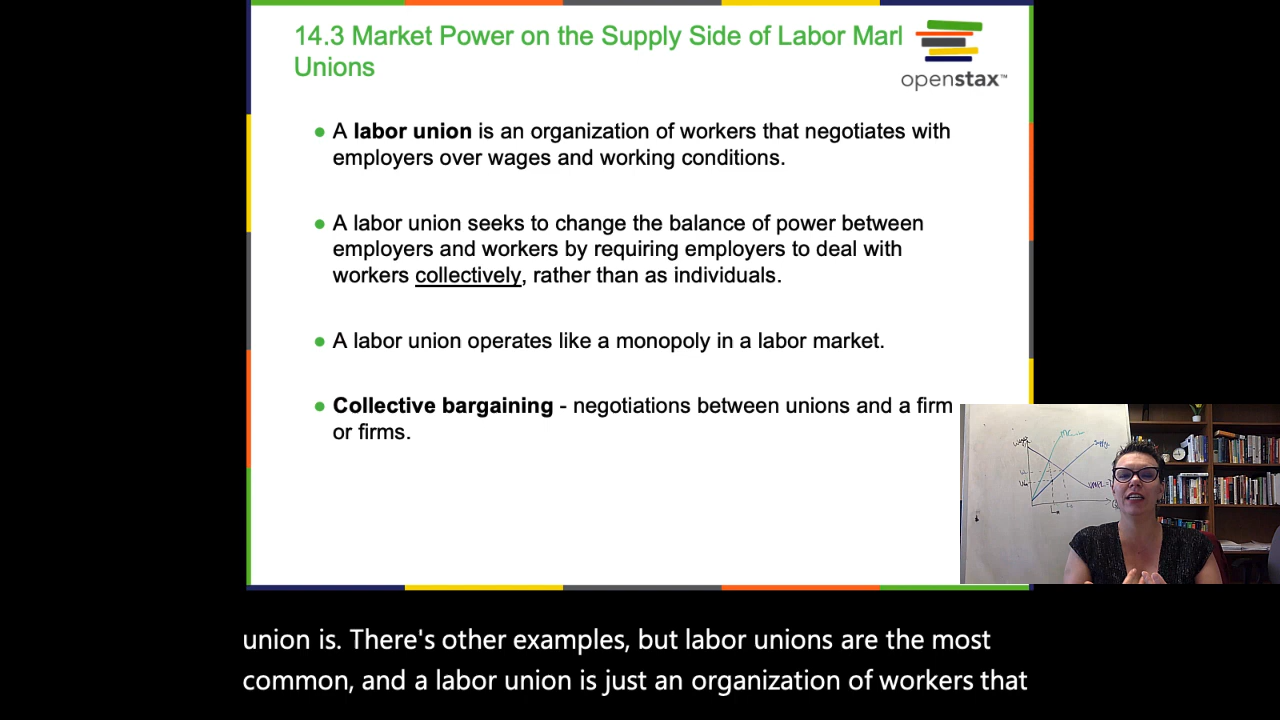 14.3 Market Power on the Supply Side of Labor Marl
Unions
openstax™
A labor union is an organization of workers that negotiates with
employers over wages and working conditions.
A labor union seeks to change the balance of power between
employers and workers by requiring employers to deal with
workers collectively, rather than as individuals.
A labor union operates like a monopoly in a labor market.
Collective bargaining - negotiations between unions and a firm
or firms.
union is. There's other examples, but labor unions are the most
common, and a labor union is just an organization of workers that